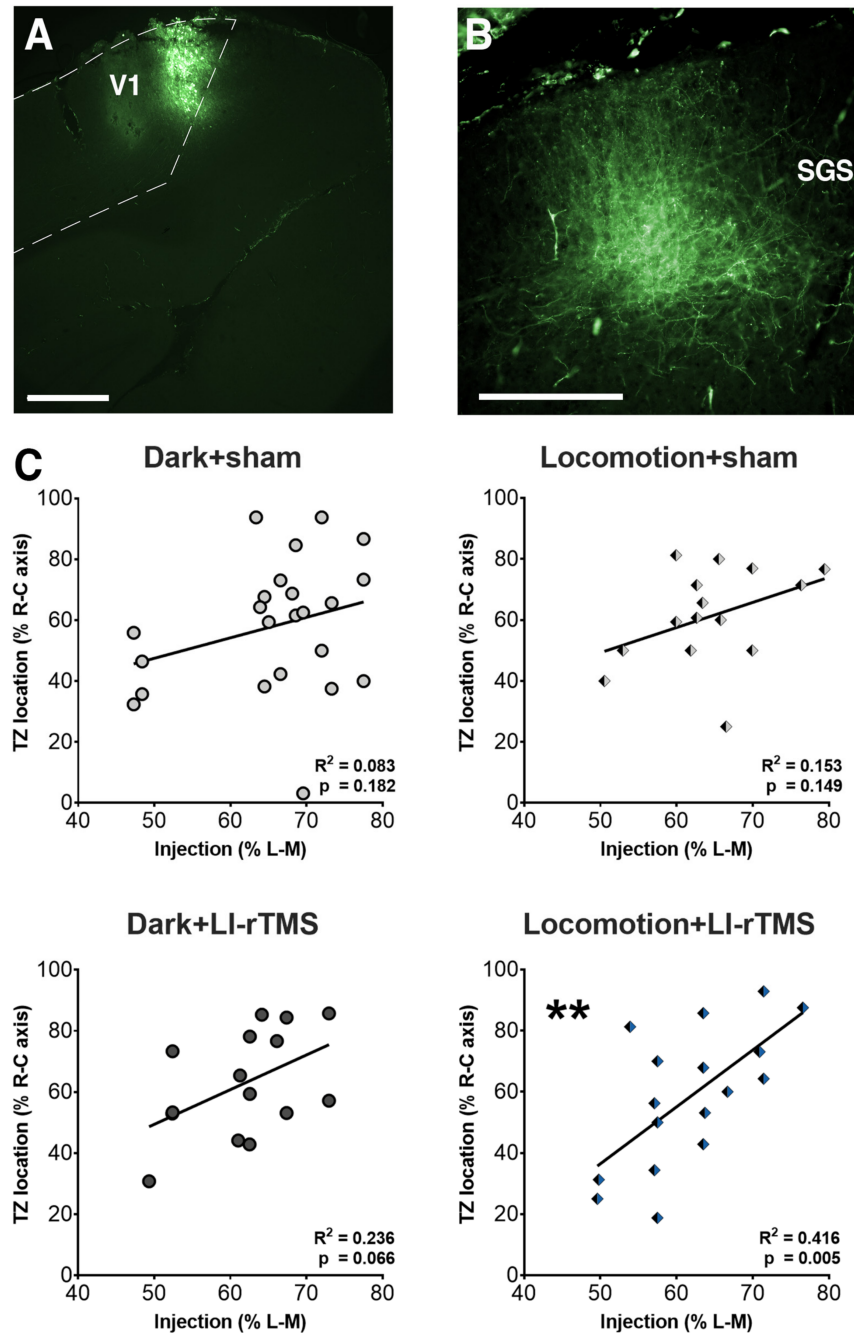 A
V1
B
SGS
C
Dark+sham
TZ location (% R-C axis)
100
80
60
40
20
0
40 50 60 70 80
Injection (% L-M)
R² = 0.083
p = 0.182
Locomotion+sham
TZ location (% R-C axis)
100
80
60
40
20
0
40 50 60 70 80
Injection (% L-M)
R² = 0.153
p = 0.149
Dark+LI-rTMS
TZ location (% R-C axis)
100
80
60
40
20
0
40 50 60 70 80
Injection (% L-M)
R² = 0.236
p = 0.066
Locomotion+LI-rTMS
**
TZ location (% R-C axis)
100
80
60
40
20
0
40 50 60 70 80
Injection (% L-M)
R² = 0.416
p = 0.005